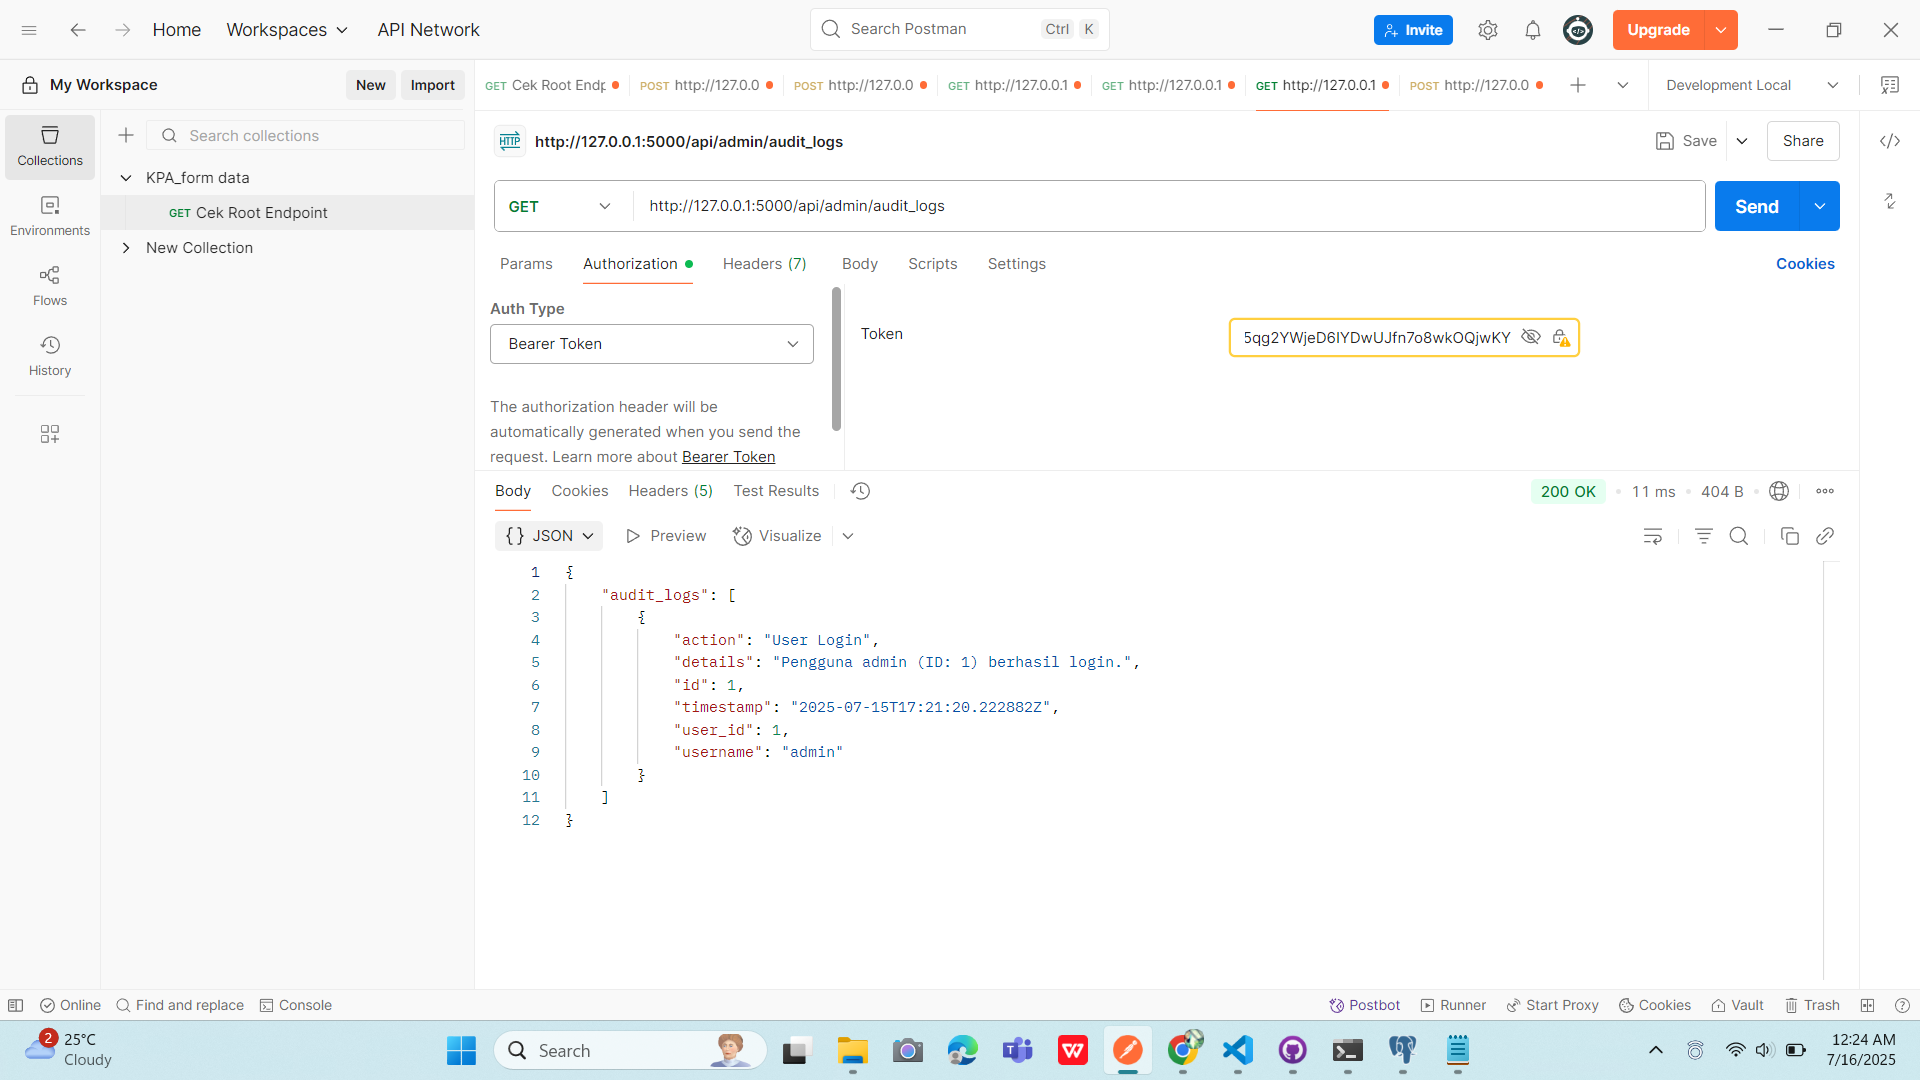 Home
Workspaces
API Network
Search Postman
Ctrl K
Invite
Upgrade
My Workspace
New
Import
GET Cek Root Endp
POST http://127.0.0
POST http://127.0.0
GET http://127.0.0.1
GET http://127.0.0.1
GET http://127.0.0.1
POST http://127.0.0
Development Local
Collections
Environments
Flows
History
Search collections
KPA_form data
GET Cek Root Endpoint
New Collection
HTTP http://127.0.0.1:5000/api/admin/audit_logs
Save
Share
GET
http://127.0.0.1:5000/api/admin/audit_logs
Send
Params
Authorization
Headers (7)
Body
Scripts
Settings
Cookies
Auth Type
Bearer Token
The authorization header will be
automatically generated when you send the
request. Learn more about Bearer Token
Token
5qg2YWjeD6IYDwUJfn7o8wkOQjwKY
Body
Cookies
Headers (5)
Test Results
200 OK
11 ms
404 B
{} JSON
Preview
Visualize
1 {
2 "audit_logs": [
3 {
4 "action": "User Login",
5 "details": "Pengguna admin (ID: 1) berhasil login.",
6 "id": 1,
7 "timestamp": "2025-07-15T17:21:20.222882Z",
8 "user_id": 1,
9 "username": "admin"
10 }
11 ]
12 }
Online
Find and replace
Console
Postbot
Runner
Start Proxy
Cookies
Vault
Trash
2
25°C
Cloudy
Search
12:24 AM
7/16/2025